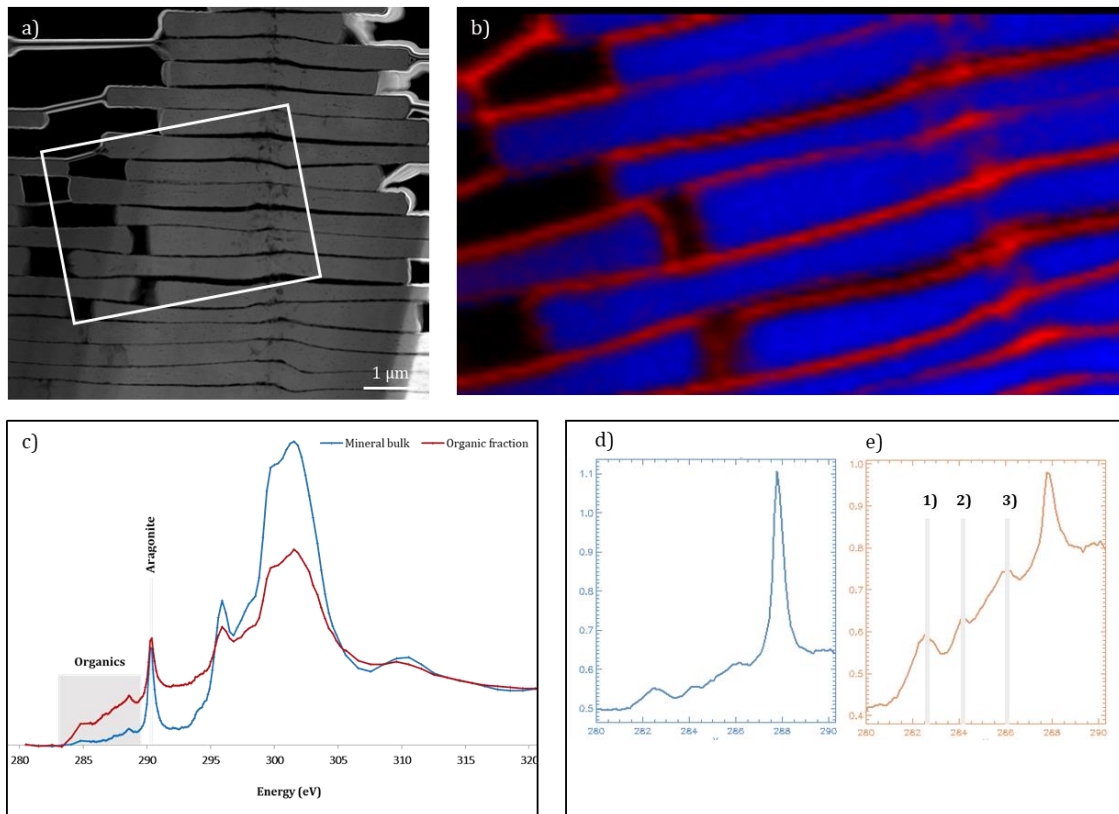 a)
1 μm
b)
c)
Mineral bulk
Organic fraction
Aragonite
Organics
280 285 290 295 300 305 310 315 320
Energy (eV)
d)
1.1
1.0
0.9
0.8
0.7
0.6
0.5
280 282 284 286 288 290
e)
1) 2) 3)
1.0
0.9
0.8
0.7
0.6
0.5
0.4
280 282 284 286 288 290